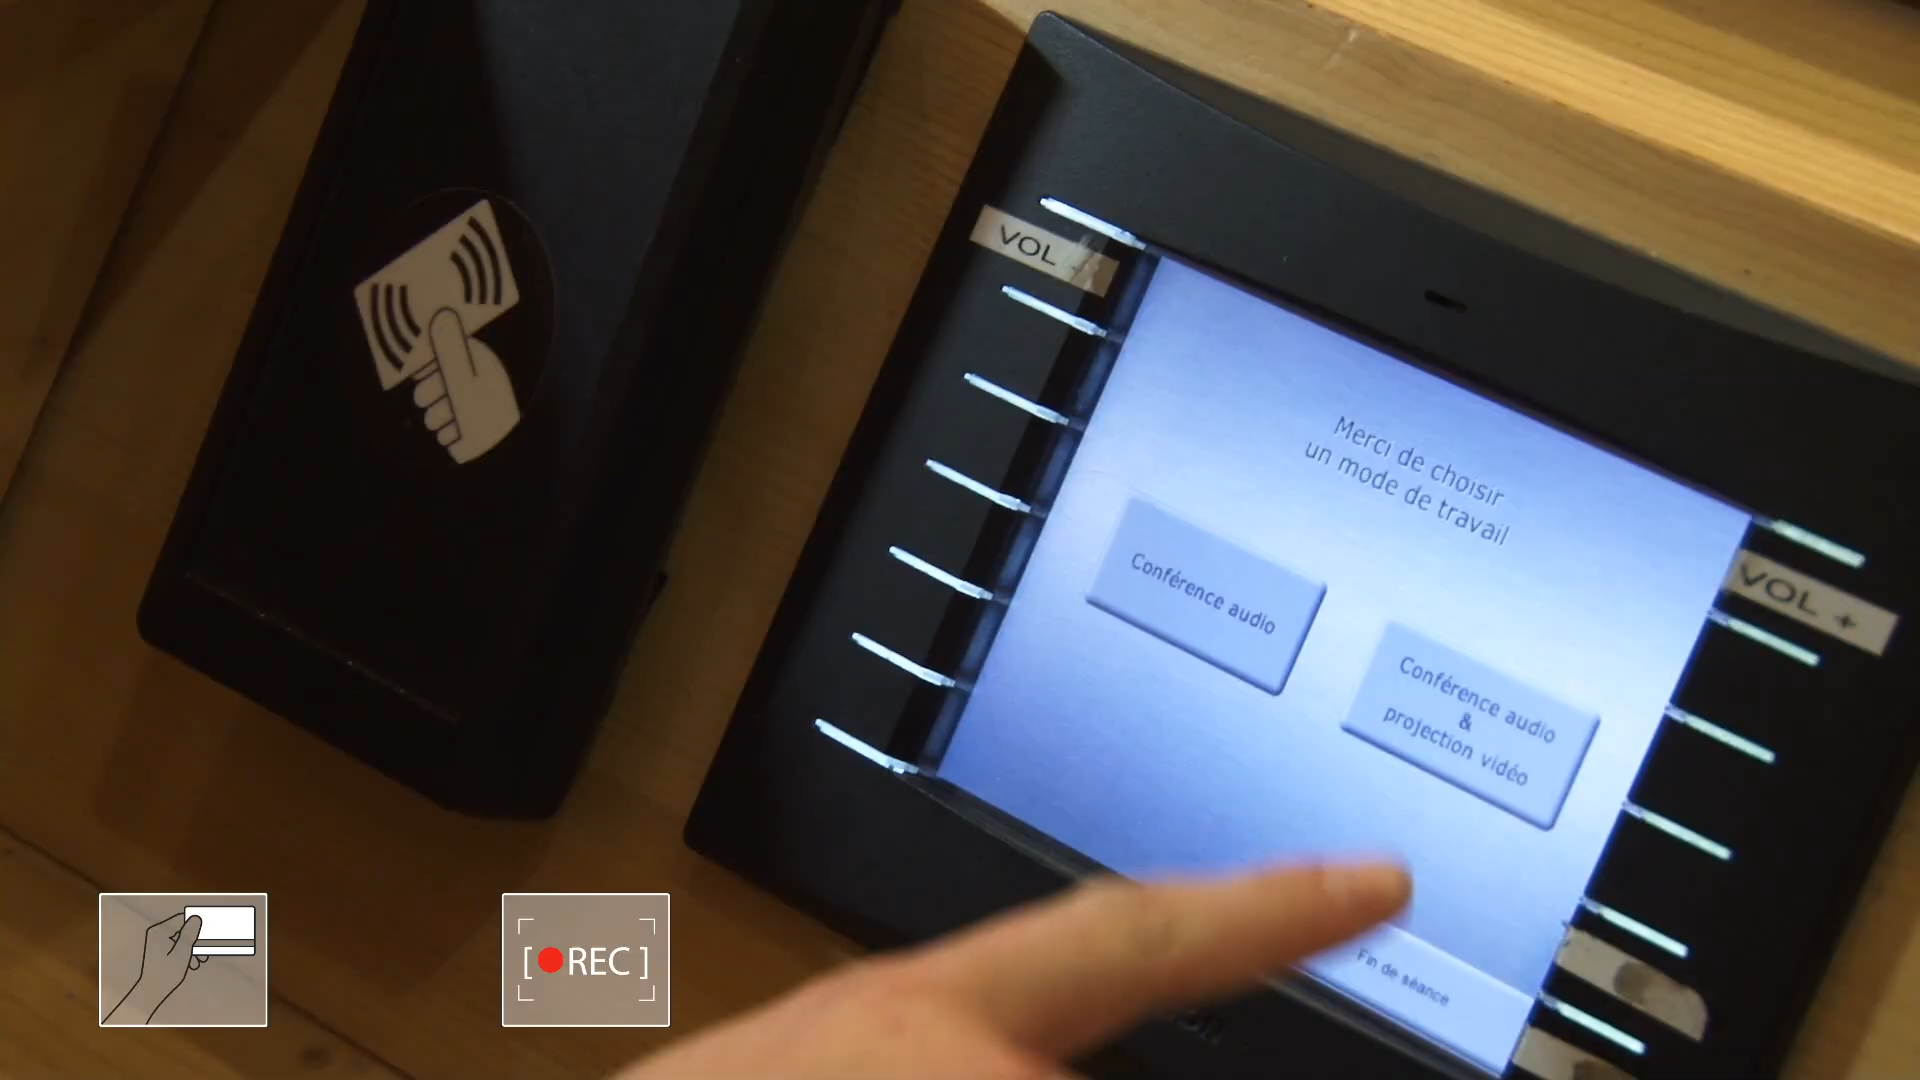 VOL -
Merci de choisir
un mode de travail
Conférence audio
Conférence audio
&
projection vidéo
VOL +
Fin de séance
[ REC ]